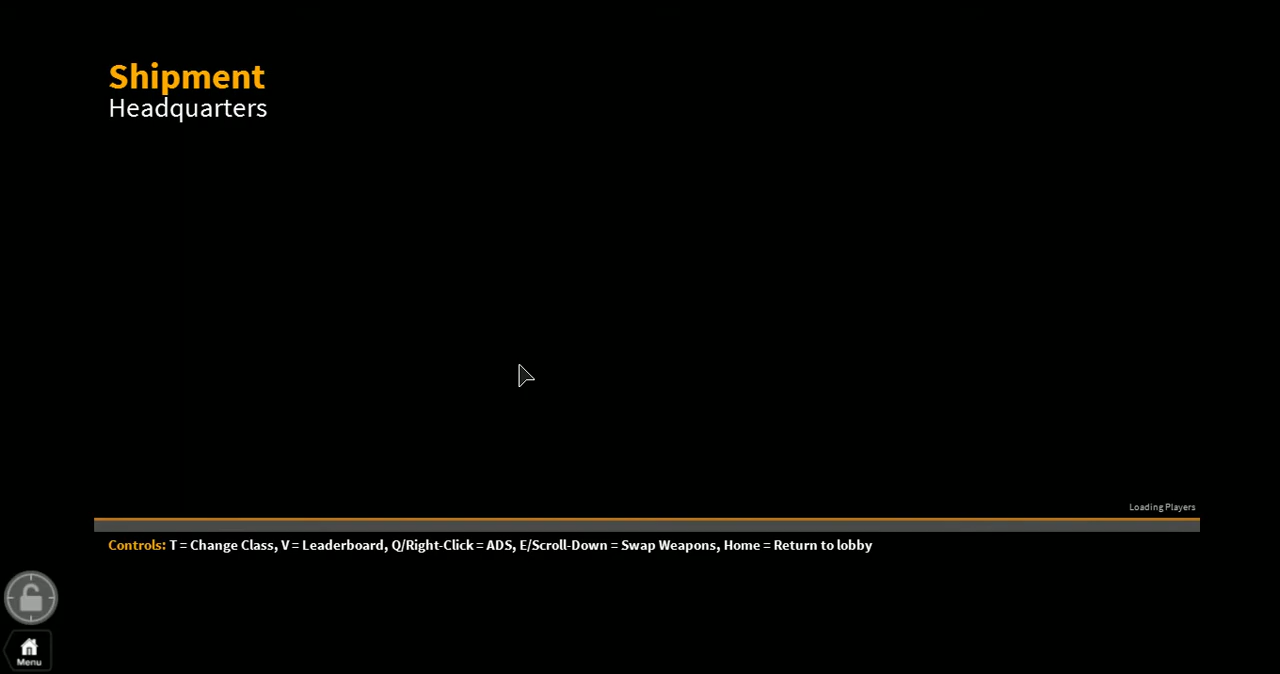 Shipment
Headquarters
Loading Players
Controls: T = Change Class, V = Leaderboard, Q/Right-Click = ADS, E/Scroll-Down = Swap Weapons, Home = Return to lobby
Menu